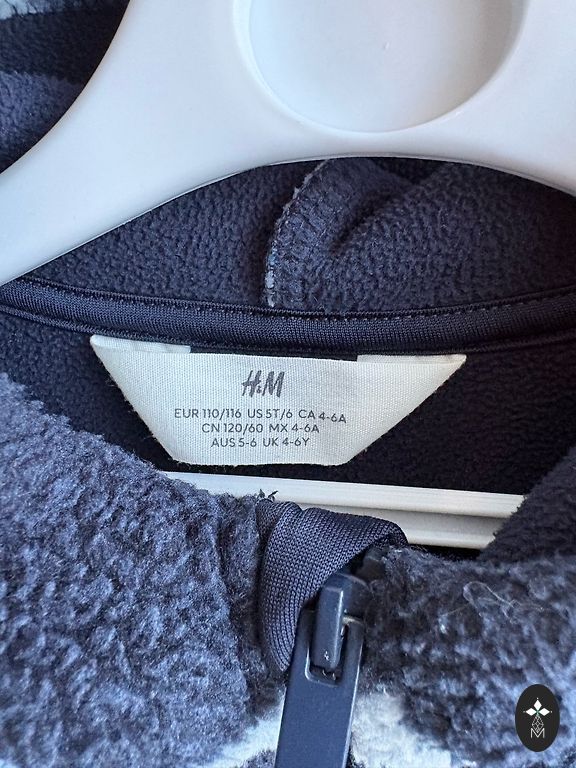 H&M
EUR 110/116 US 5T/6 CA 4-6A
CN 120/60 MX 4-6A
AUS 5-6 UK 4-6Y
M